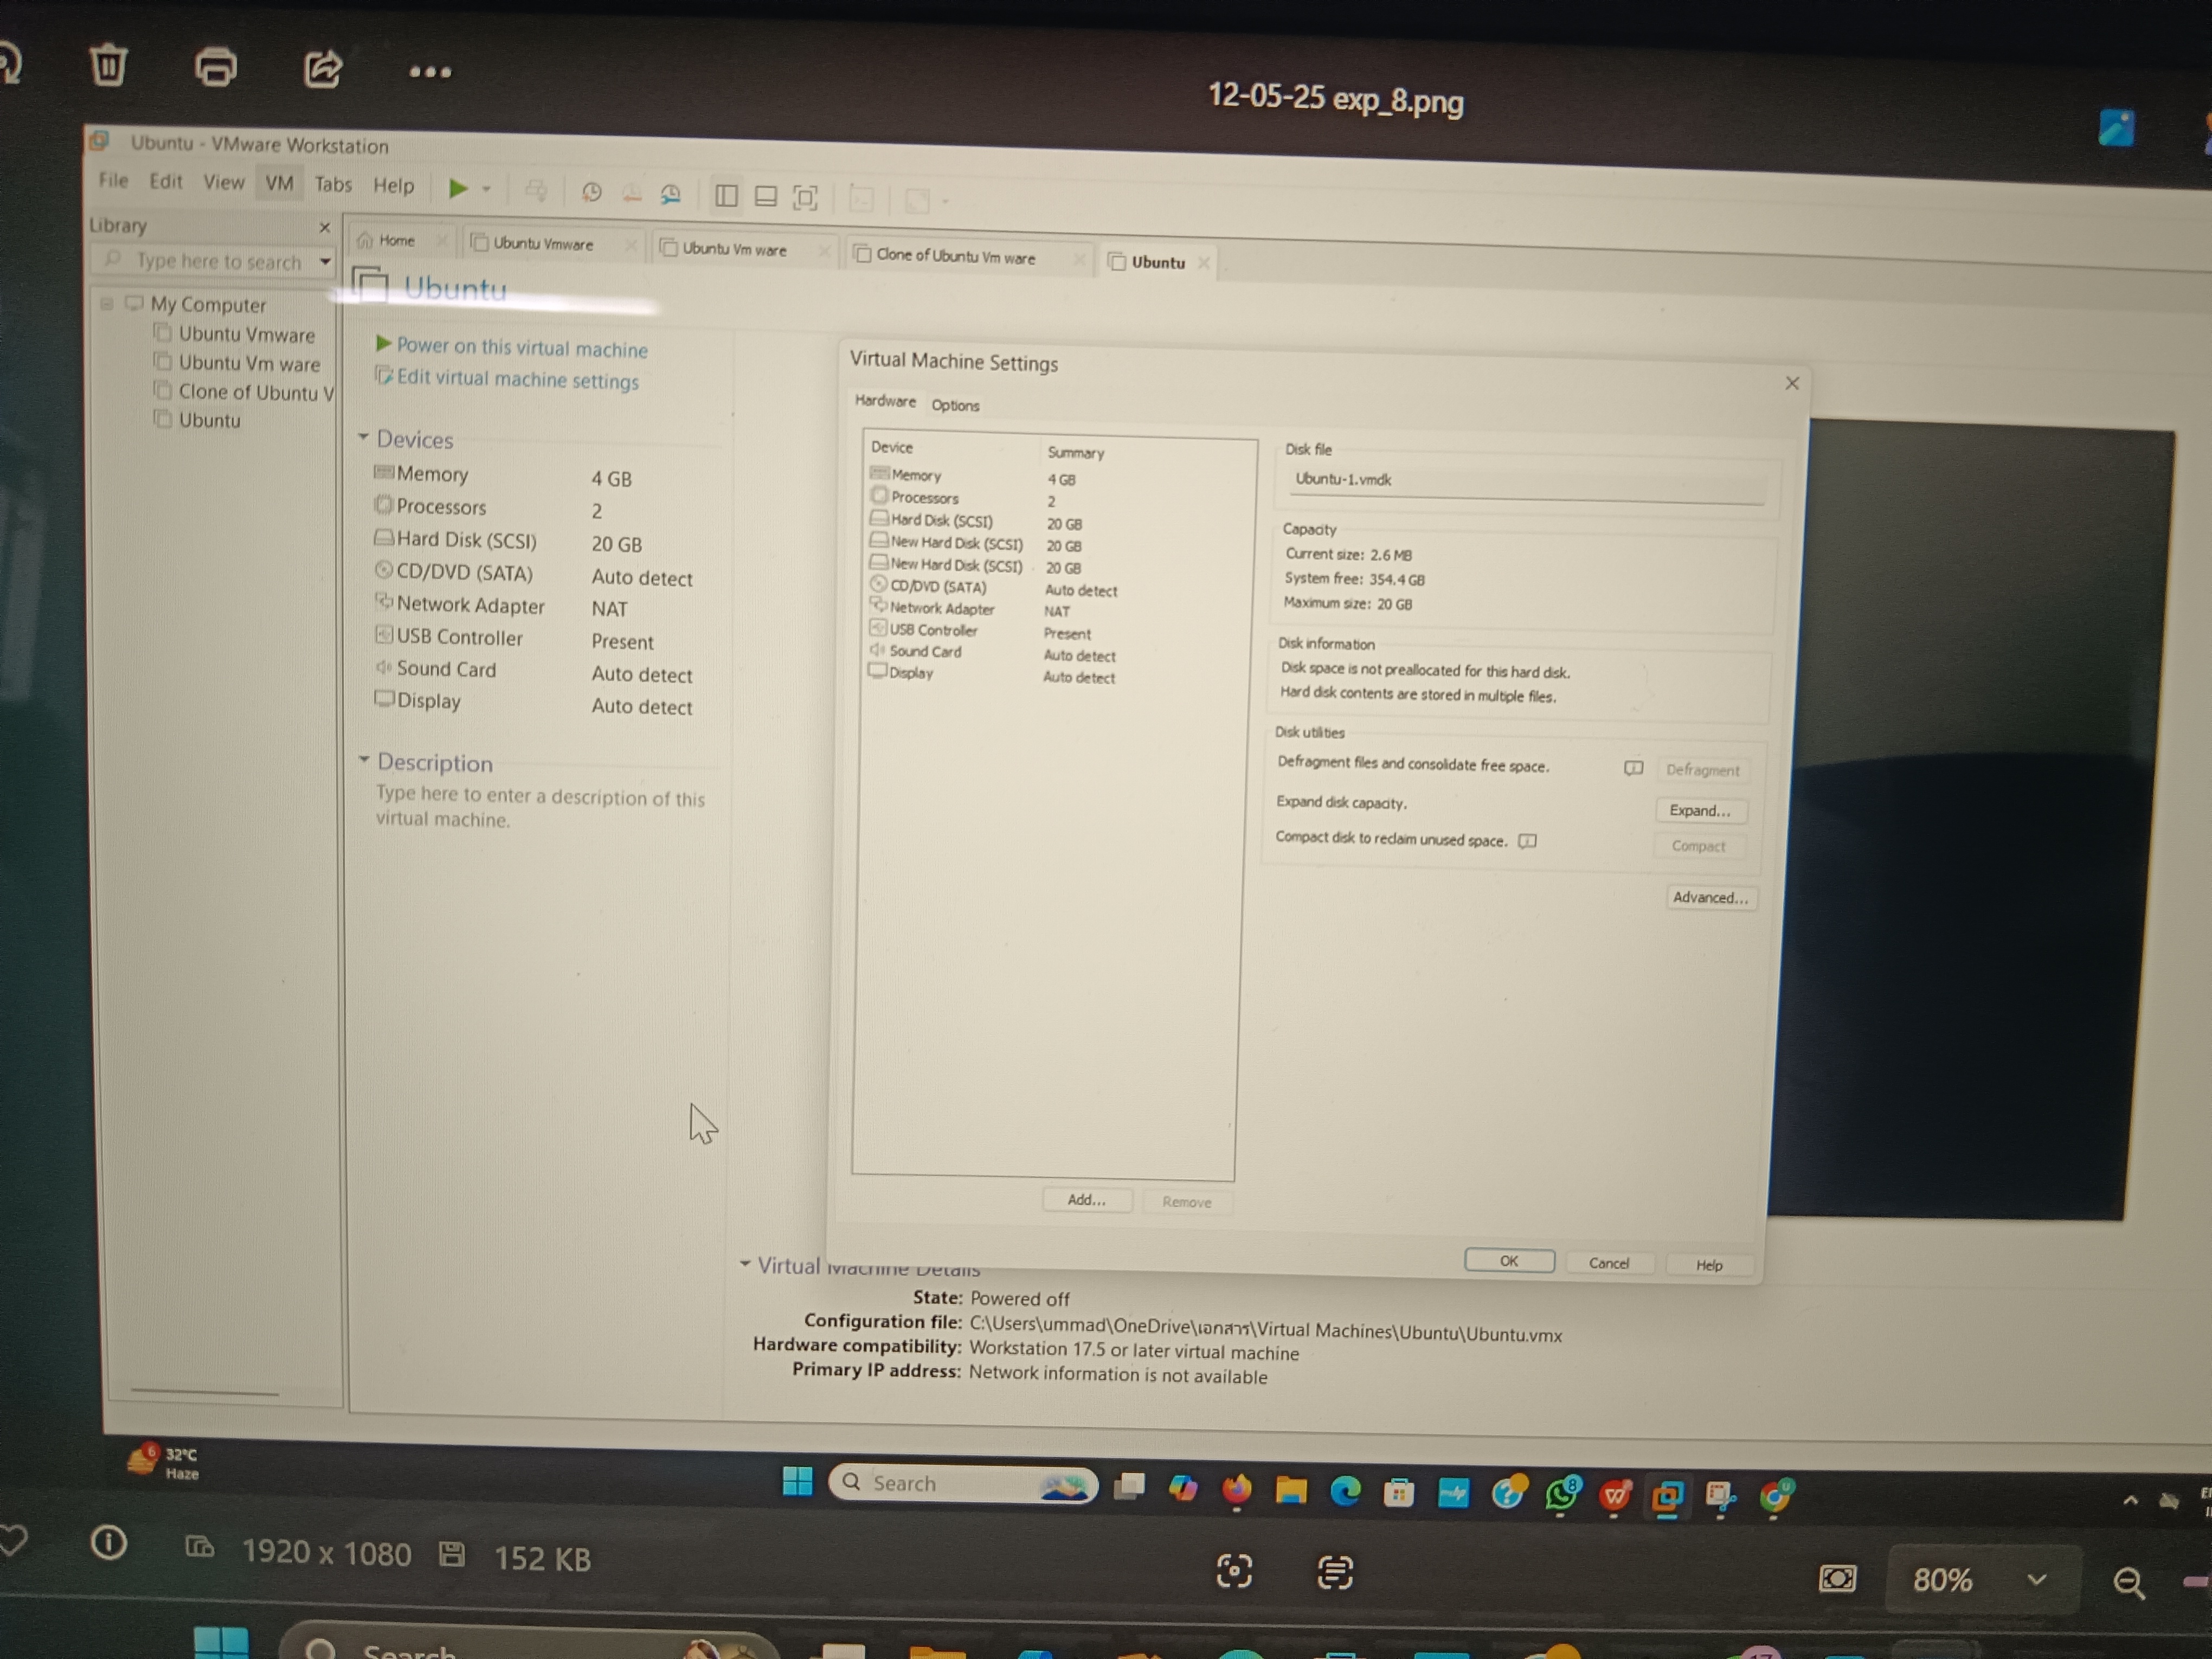 12-05-25 exp_8.png
Ubuntu - VMware Workstation
File Edit View VM Tabs Help
Library
Type here to search
My Computer
Ubuntu Vmware
Ubuntu Vm ware
Clone of Ubuntu V
Ubuntu
Home
Ubuntu Vmware
Ubuntu Vm ware
Clone of Ubuntu Vm ware
Ubuntu
Ubuntu
Power on this virtual machine
Edit virtual machine settings
Devices
Memory 4 GB
Processors 2
Hard Disk (SCSI) 20 GB
CD/DVD (SATA) Auto detect
Network Adapter NAT
USB Controller Present
Sound Card Auto detect
Display Auto detect
Description
Type here to enter a description of this
virtual machine.
Virtual Machine Settings
Hardware Options
Device Summary
Memory 4 GB
Processors 2
Hard Disk (SCSI) 20 GB
New Hard Disk (SCSI) 20 GB
New Hard Disk (SCSI) 20 GB
CD/DVD (SATA) Auto detect
Network Adapter NAT
USB Controller Present
Sound Card Auto detect
Display Auto detect
Add... Remove
Disk file
Ubuntu-1.vmdk
Capacity
Current size: 2.6 MB
System free: 354.4 GB
Maximum size: 20 GB
Disk information
Disk space is not preallocated for this hard disk.
Hard disk contents are stored in multiple files.
Disk utilities
Defragment files and consolidate free space. Defragment
Expand disk capacity. Expand...
Compact disk to reclaim unused space. Compact
Advanced...
OK Cancel Help
Virtual Machine Details
State: Powered off
Configuration file: C:\Users\ummad\OneDrive\เอกสาร\Virtual Machines\Ubuntu\Ubuntu.vmx
Hardware compatibility: Workstation 17.5 or later virtual machine
Primary IP address: Network information is not available
6
32°C
Haze
Search
8
1920 x 1080 152 KB
80%
Search
17